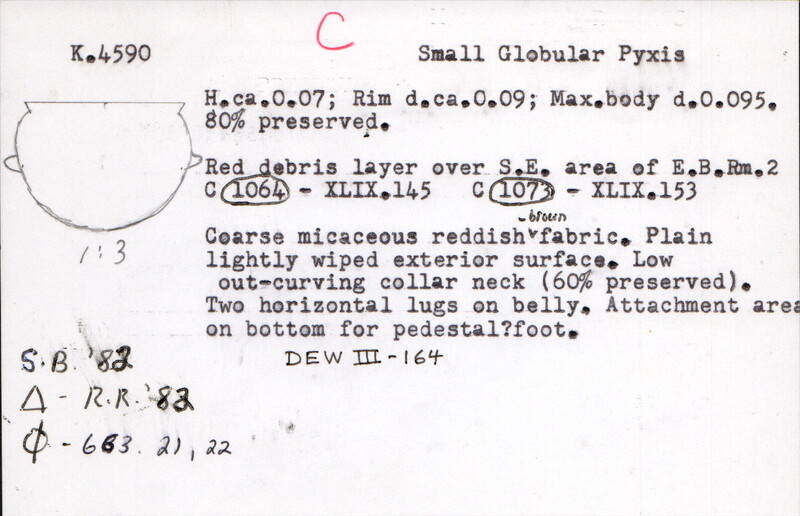 C
K.4590 Small Globular Pyxis
H.ca.0.07; Rim d.ca.0.09; Max.body d.0.095.
80% preserved.
Red debris layer over S.E. area of E.B.Rm.2
C 1064 - XLIX.145 C 1073 - XLIX.153
-brown
Coarse micaceous reddish fabric. Plain
lightly wiped exterior surface. Low
out-curving collar neck (60% preserved).
Two horizontal lugs on belly. Attachment area
on bottom for pedestal?foot.
1:3
DEW III-164
S.B. '82
Δ - R.R. '82
ϕ - 663. 21, 22